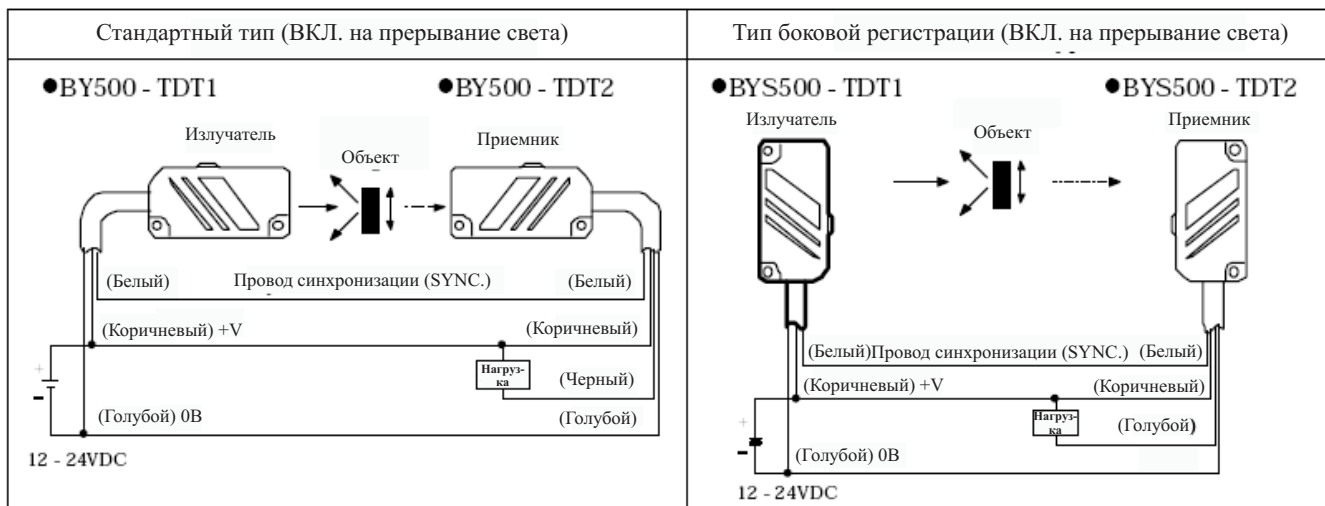 Стандартный тип (ВКЛ. на прерывание света)
●BY500 - TDT1
●BY500 - TDT2
Излучатель
Объект
Приемник
(Белый)
Провод синхронизации (SYNC.)
(Белый)
(Коричневый) +V
(Коричневый)
+
Нагруз-
ка
(Черный)
-
(Голубой) 0В
(Голубой)
12 - 24VDC
Тип боковой регистрации (ВКЛ. на прерывание света)
●BYS500 - TDT1
●BYS500 - TDT2
Излучатель
Объект
Приемник
(Белый)
Провод синхронизации (SYNC.)
(Белый)
(Коричневый) +V
(Коричневый)
+
Нагруз-
ка
(Голубой)
-
(Голубой) 0В
12 - 24VDC